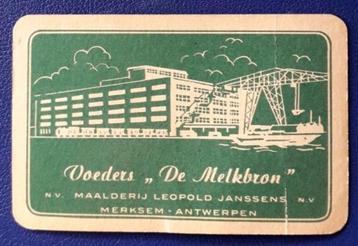 Voeders „De Melkbron"
N.V. MAALDERIJ LEOPOLD JANSSENS N.V
MERKSEM - ANTWERPEN